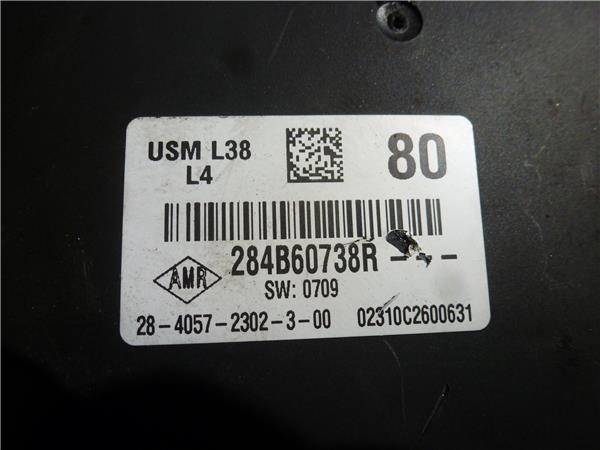 USM L38 80
L4
284B60738R - - -
AMR SW: 0709
28-4057-2302-3-00 02310C2600631